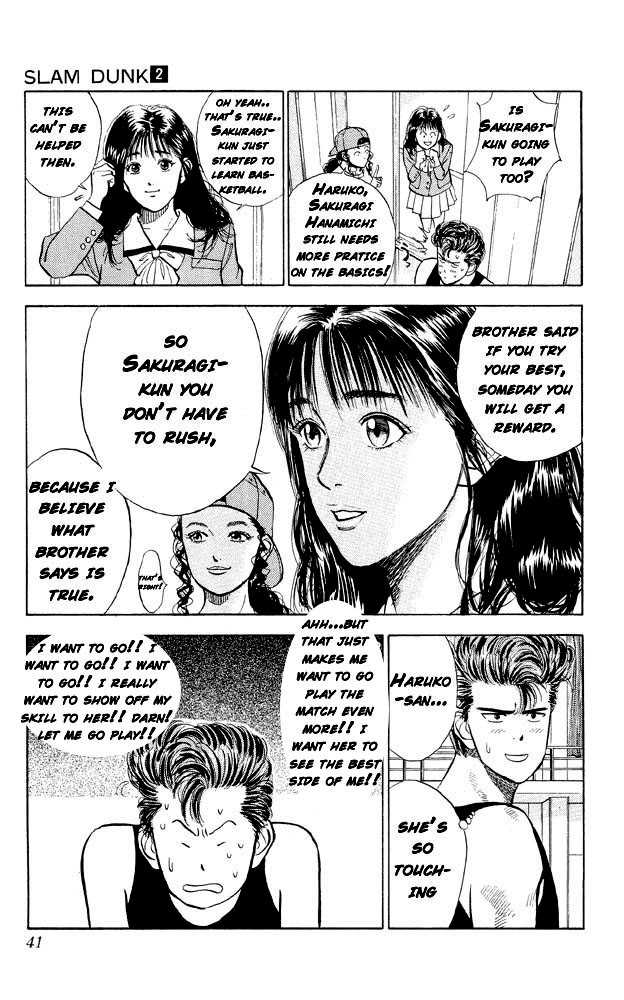 SLAM DUNK 2
IS
SAKURAGI-
KUN GOING
TO PLAY
TOO?
HARUKO,
SAKURAGI
HANAMICHI
STILL NEEDS
MORE PRATICE
ON THE BASICS!
OH YEAH..
THAT'S TRUE..
SAKURAGI-
KUN JUST
STARTED TO
LEARN BAS-
KETBALL.
THIS
CAN'T BE
HELPED
THEN.
BROTHER SAID
IF YOU TRY
YOUR BEST,
SOMEDAY YOU
WILL GET A
REWARD.
SO
SAKURAGI-
KUN YOU
DON'T HAVE
TO RUSH,
BECAUSE I
BELIEVE
WHAT
BROTHER
SAYS IS
TRUE.
THAT'S
RIGHT!
HARUKO
-SAN...
SHE'S
SO
TOUCH-
ING
AHH...BUT
THAT JUST
MAKES ME
WANT TO GO
PLAY THE
MATCH EVEN
MORE!! I
WANT HER TO
SEE THE BEST
SIDE OF ME!!
I WANT TO GO!! I
WANT TO GO!! I WANT
TO GO!! I REALLY
WANT TO SHOW OFF MY
SKILL TO HER!! DARN!
LET ME GO PLAY!!
41